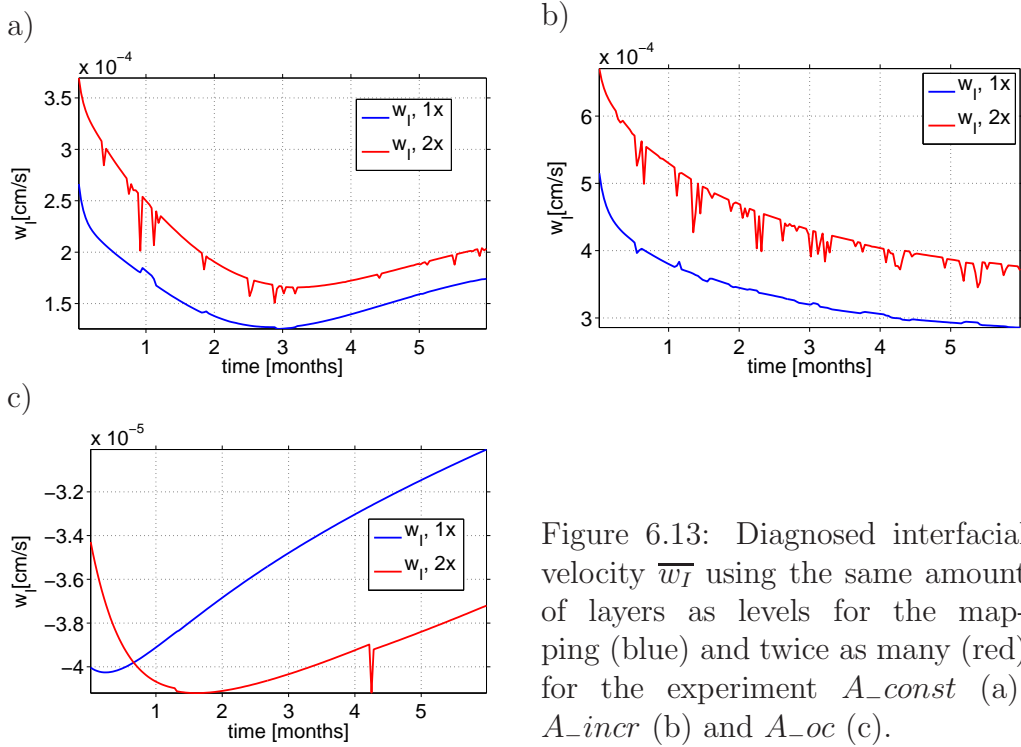 a)
x 10⁻⁴
3.5
3
2.5
2
1.5
w_I[cm/s]
w_I, 1x
w_I, 2x
1 2 3 4 5
time [months]
b)
x 10⁻⁴
6
5
4
3
w_I[cm/s]
w_I, 1x
w_I, 2x
1 2 3 4 5
time [months]
c)
x 10⁻⁵
−3.2
−3.4
−3.6
−3.8
−4
w_I[cm/s]
w_I, 1x
w_I, 2x
1 2 3 4 5
time [months]
Figure 6.13: Diagnosed interfacial
velocity \overline{w_I} using the same amount
of layers as levels for the map-
ping (blue) and twice as many (red)
for the experiment A_const (a)
A_incr (b) and A_oc (c).